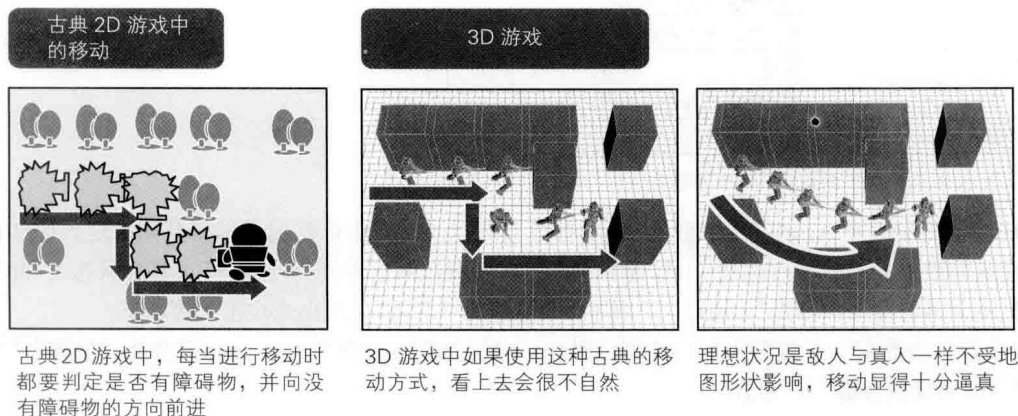 古典 2D 游戏中
的移动
3D 游戏
古典2D游戏中，每当进行移动时
都要判定是否有障碍物，并向没
有障碍物的方向前进
3D 游戏中如果使用这种古典的移
动方式，看上去会很不自然
理想状况是敌人与真人一样不受地
图形状影响，移动显得十分逼真